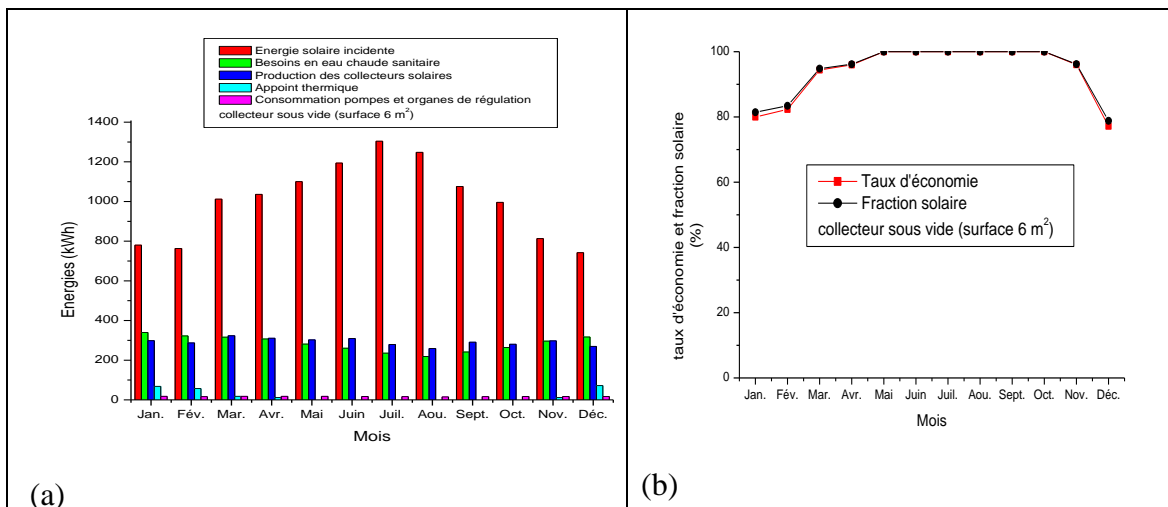 Energie solaire incidente
Besoins en eau chaude sanitaire
Production des collecteurs solaires
Appoint thermique
Consommation pompes et organes de régulation
collecteur sous vide (surface 6 m²)
1400
1200
1000
800
600
400
200
0
Energies (kWh)
Jan. Fév. Mar. Avr. Mai Juin Juil. Aou. Sept. Oct. Nov. Déc.
Mois
(a)
100
80
60
40
20
0
taux d'économie et fraction solaire
(%)
Taux d'économie
Fraction solaire
collecteur sous vide (surface 6 m²)
Jan. Fév. Mar. Avr. Mai Juin Juil. Aou. Sept. Oct. Nov. Déc.
Mois
(b)